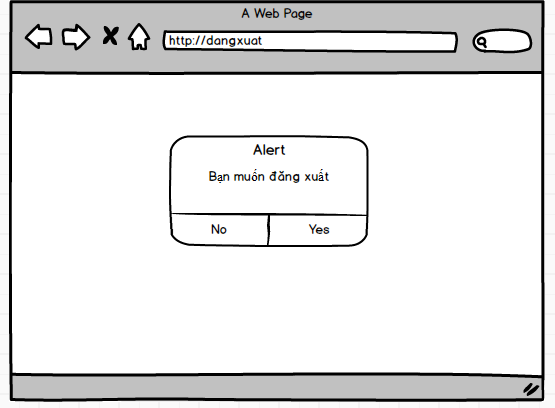 A Web Page
http://dangxuat
Alert
Bạn muốn đăng xuất
No
Yes